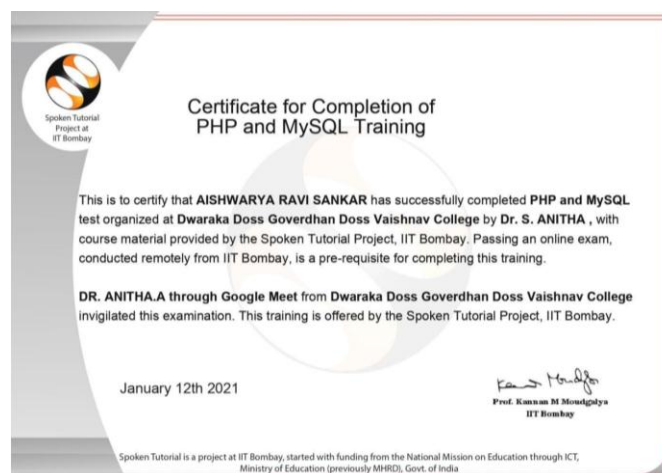 Spoken Tutorial
Project at
IIT Bombay
Certificate for Completion of
PHP and MySQL Training
This is to certify that AISHWARYA RAVI SANKAR has successfully completed PHP and MySQL
test organized at Dwaraka Doss Goverdhan Doss Vaishnav College by Dr. S. ANITHA , with
course material provided by the Spoken Tutorial Project, IIT Bombay. Passing an online exam,
conducted remotely from IIT Bombay, is a pre-requisite for completing this training.
DR. ANITHA.A through Google Meet from Dwaraka Doss Goverdhan Doss Vaishnav College
invigilated this examination. This training is offered by the Spoken Tutorial Project, IIT Bombay.
January 12th 2021
Prof. Kannan M Moudgalya
IIT Bombay
Spoken Tutorial is a project at IIT Bombay, started with funding from the National Mission on Education through ICT,
Ministry of Education (previously MHRD), Govt. of India